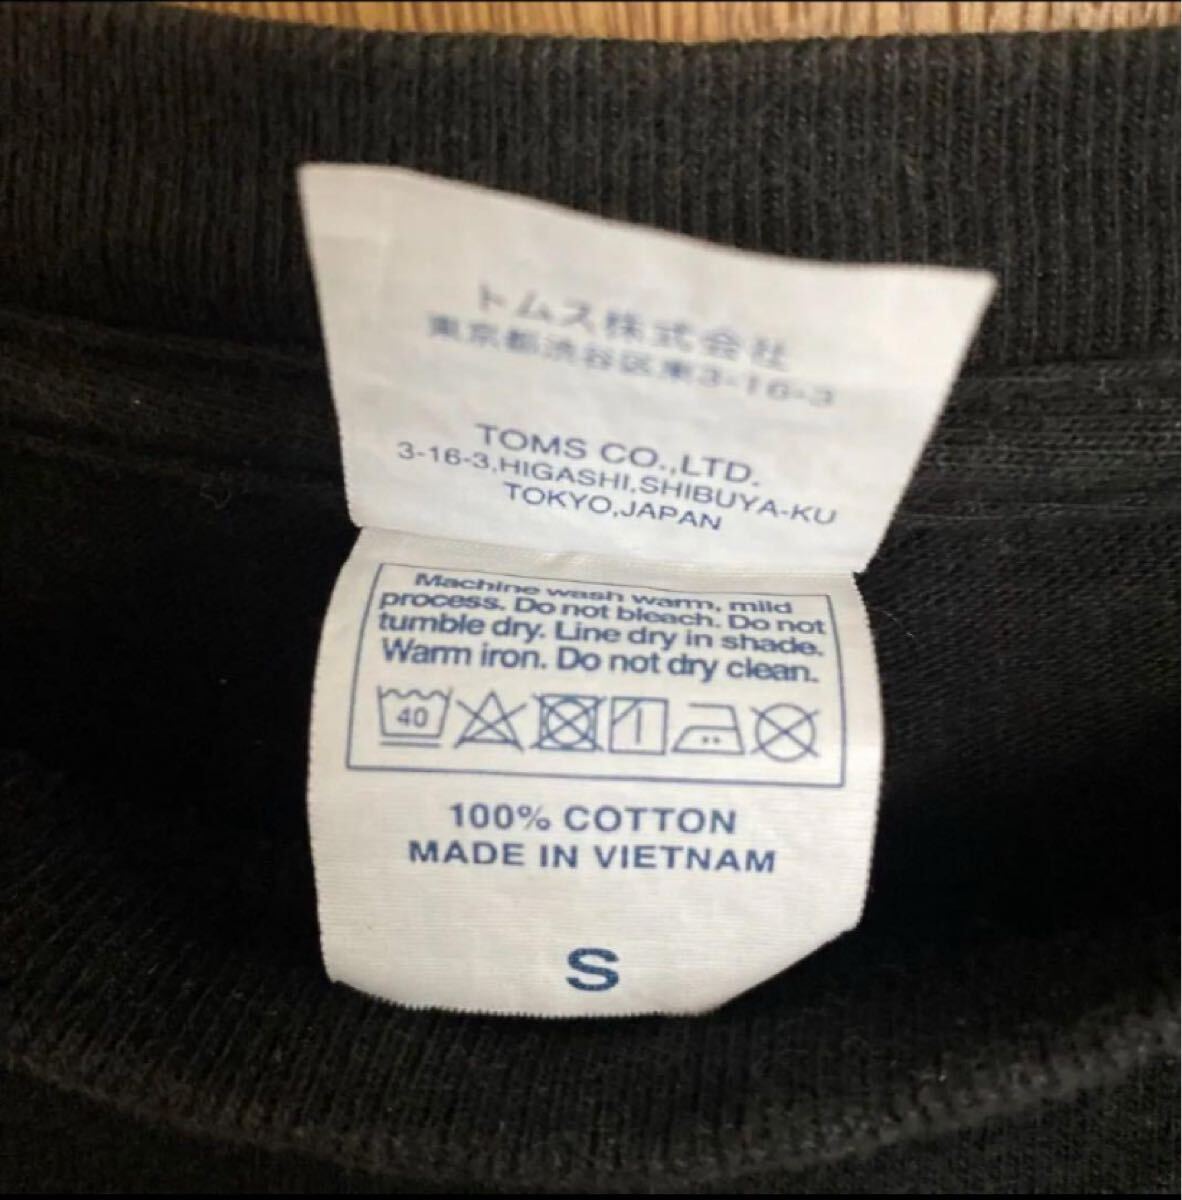 トムス株式会社
東京都渋谷区東3-16-3
TOMS CO.,LTD.
3-16-3,HIGASHI,SHIBUYA-KU
TOKYO,JAPAN
Machine wash warm, mild
process. Do not bleach. Do not
tumble dry. Line dry in shade.
Warm iron. Do not dry clean.
40
100% COTTON
MADE IN VIETNAM
S